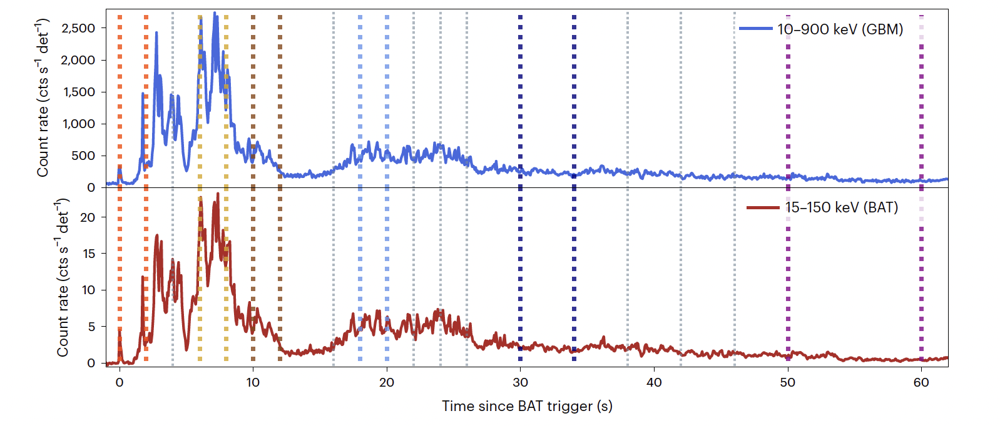 Count rate (cts s⁻¹ det⁻¹)
2,500
2,000
1,500
1,000
500
0
10–900 keV (GBM)
Count rate (cts s⁻¹ det⁻¹)
20
15
10
5
0
15–150 keV (BAT)
0 10 20 30 40 50 60
Time since BAT trigger (s)